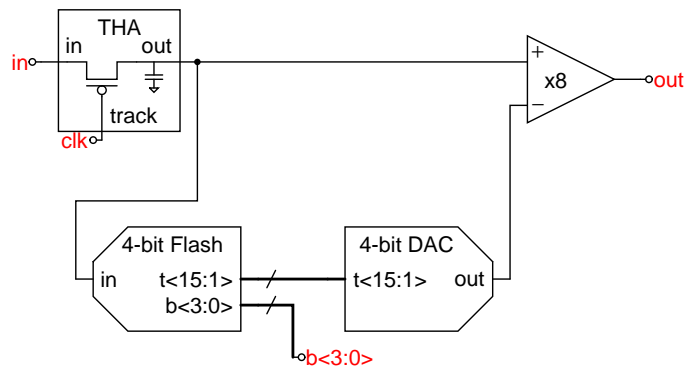 THA
in out
in
track
clk
+
x8
−
out
4-bit Flash
in
t<15:1>
b<3:0>
4-bit DAC
t<15:1> out
b<3:0>